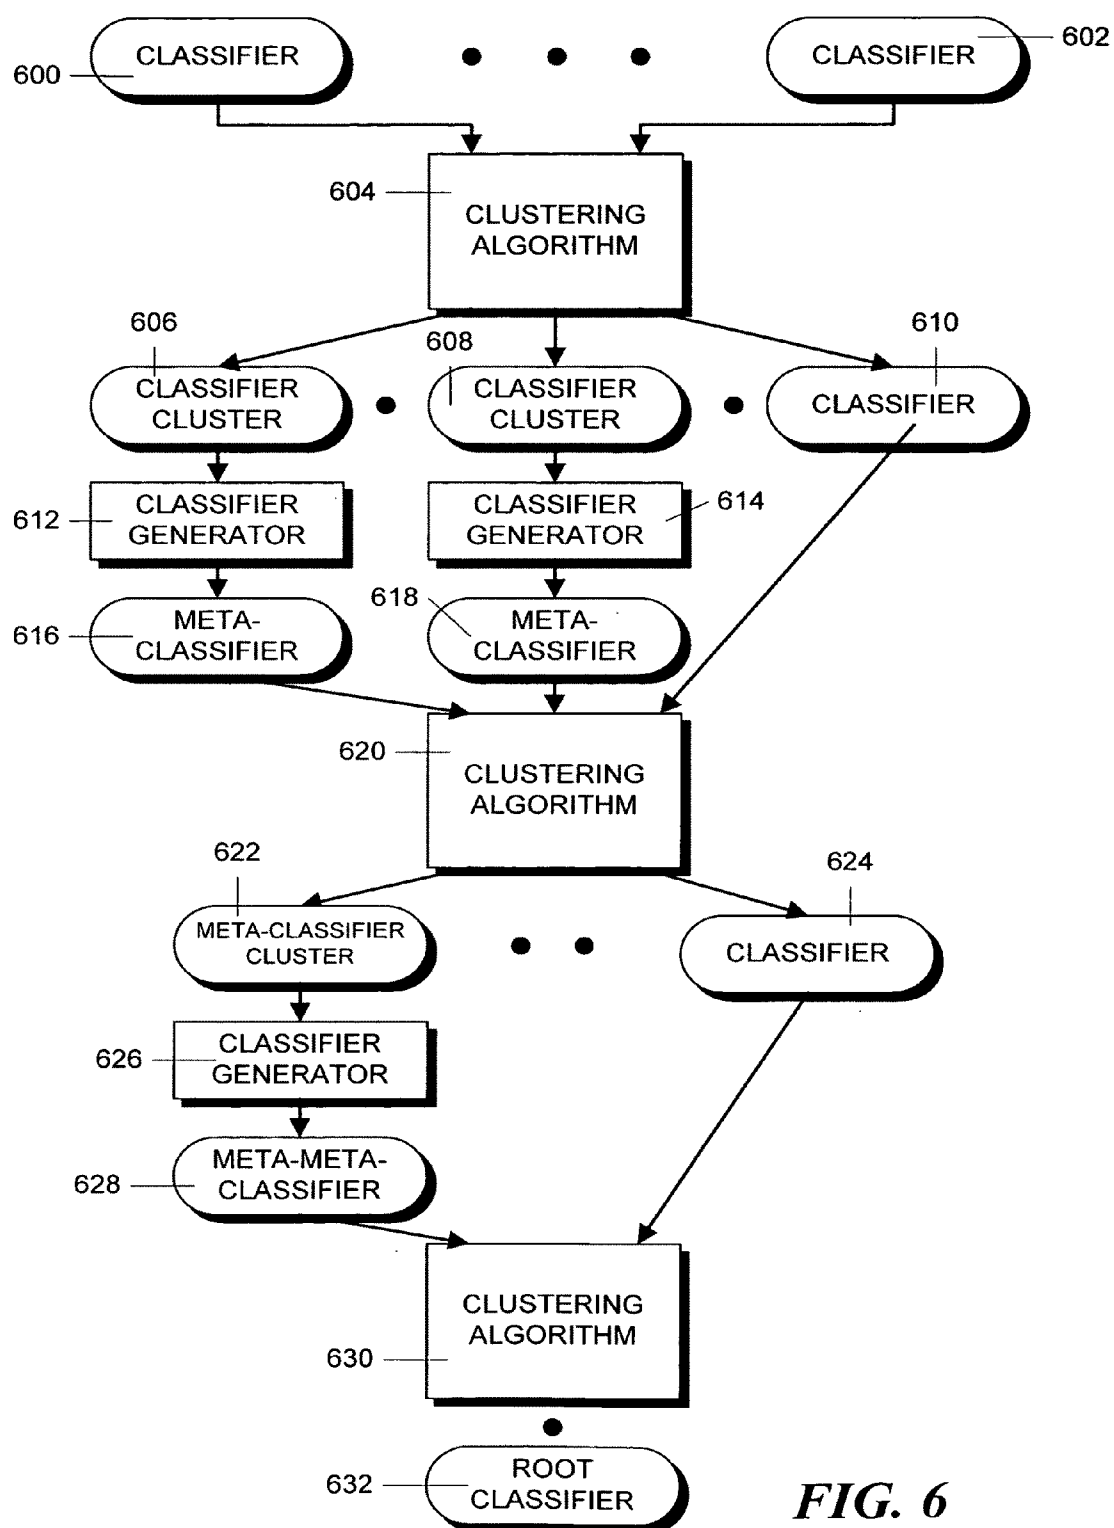 CLASSIFIER
600
CLASSIFIER
602
604
CLUSTERING
ALGORITHM
606
608
610
CLASSIFIER
CLUSTER
CLASSIFIER
CLUSTER
CLASSIFIER
612
CLASSIFIER
GENERATOR
CLASSIFIER
GENERATOR
614
616
META-
CLASSIFIER
618
META-
CLASSIFIER
620
CLUSTERING
ALGORITHM
622
624
META-CLASSIFIER
CLUSTER
CLASSIFIER
626
CLASSIFIER
GENERATOR
628
META-META-
CLASSIFIER
CLUSTERING
ALGORITHM
630
632
ROOT
CLASSIFIER
FIG. 6